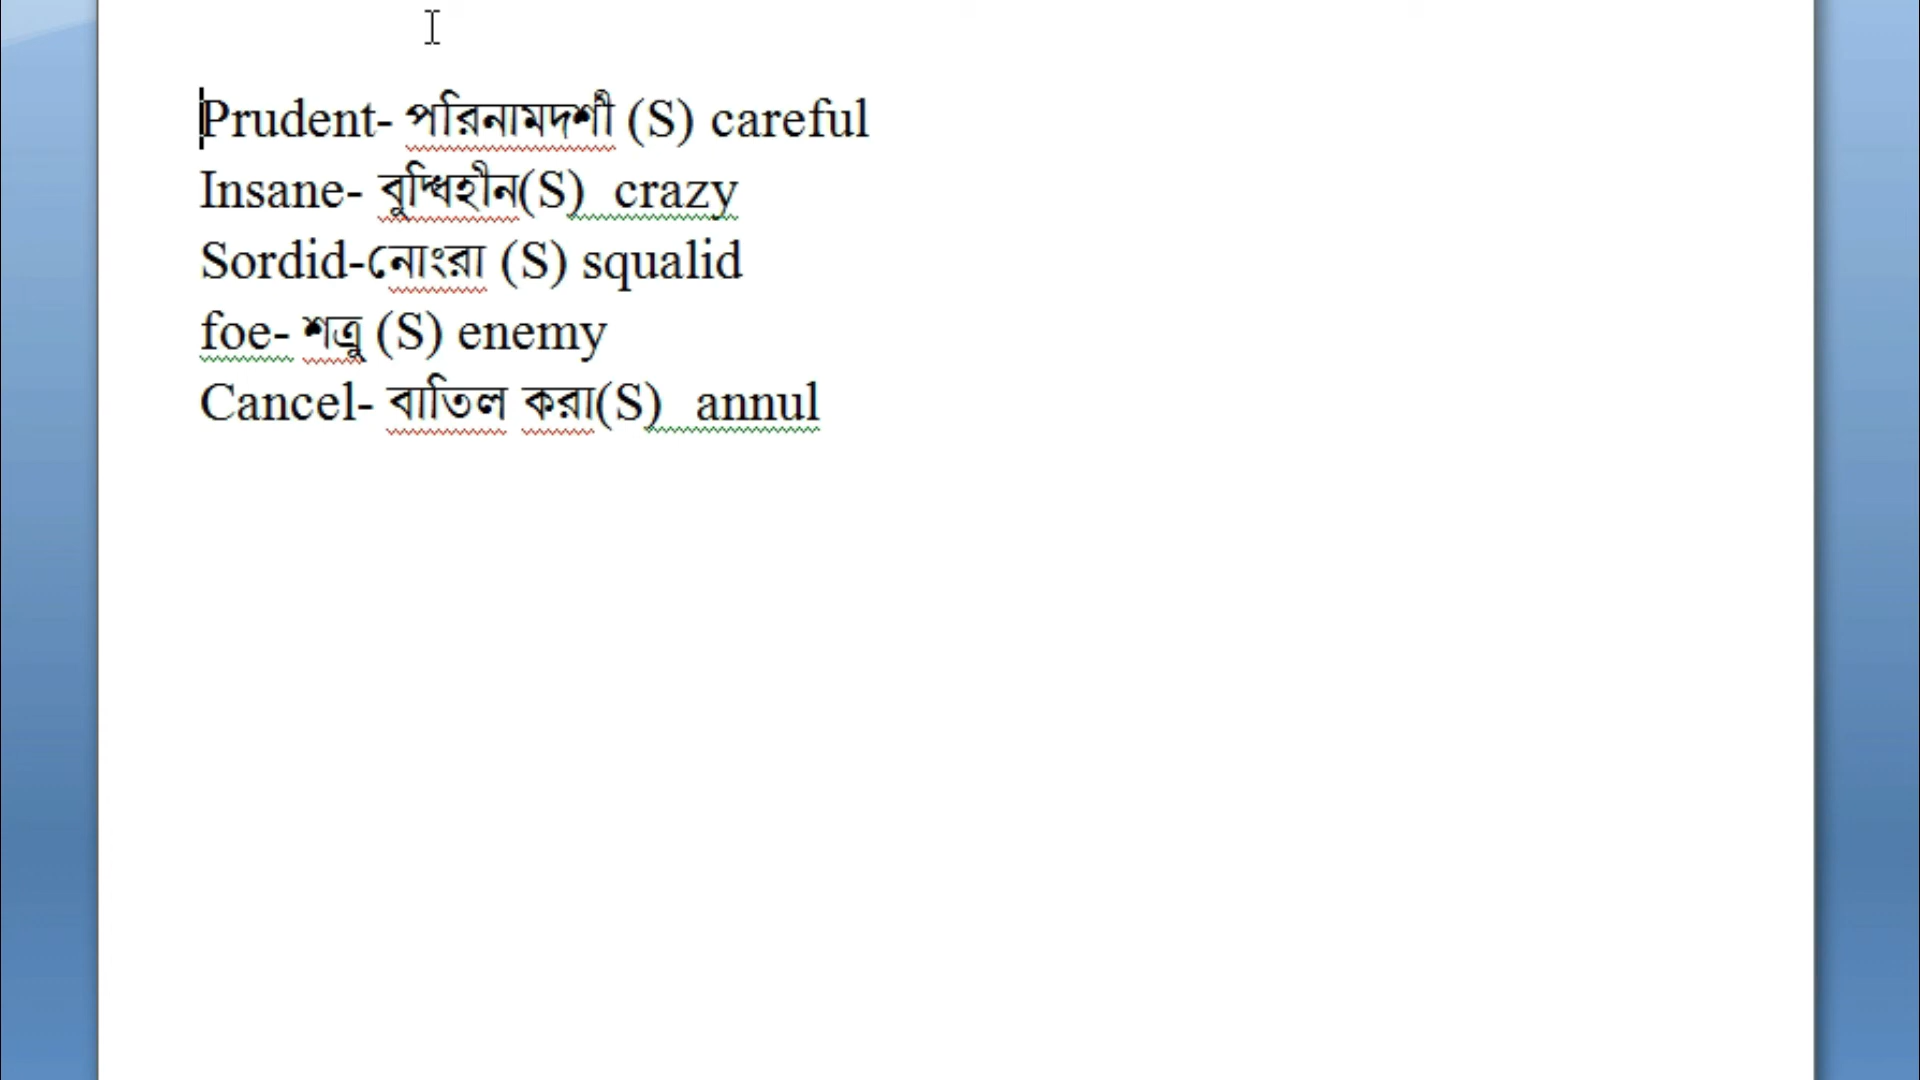 Prudent- পরিনামদর্শী (S) careful
Insane- বুদ্ধিহীন(S)  crazy
Sordid-নোংরা (S) squalid
foe- শত্রু (S) enemy
Cancel- বাতিল করা(S)  annul